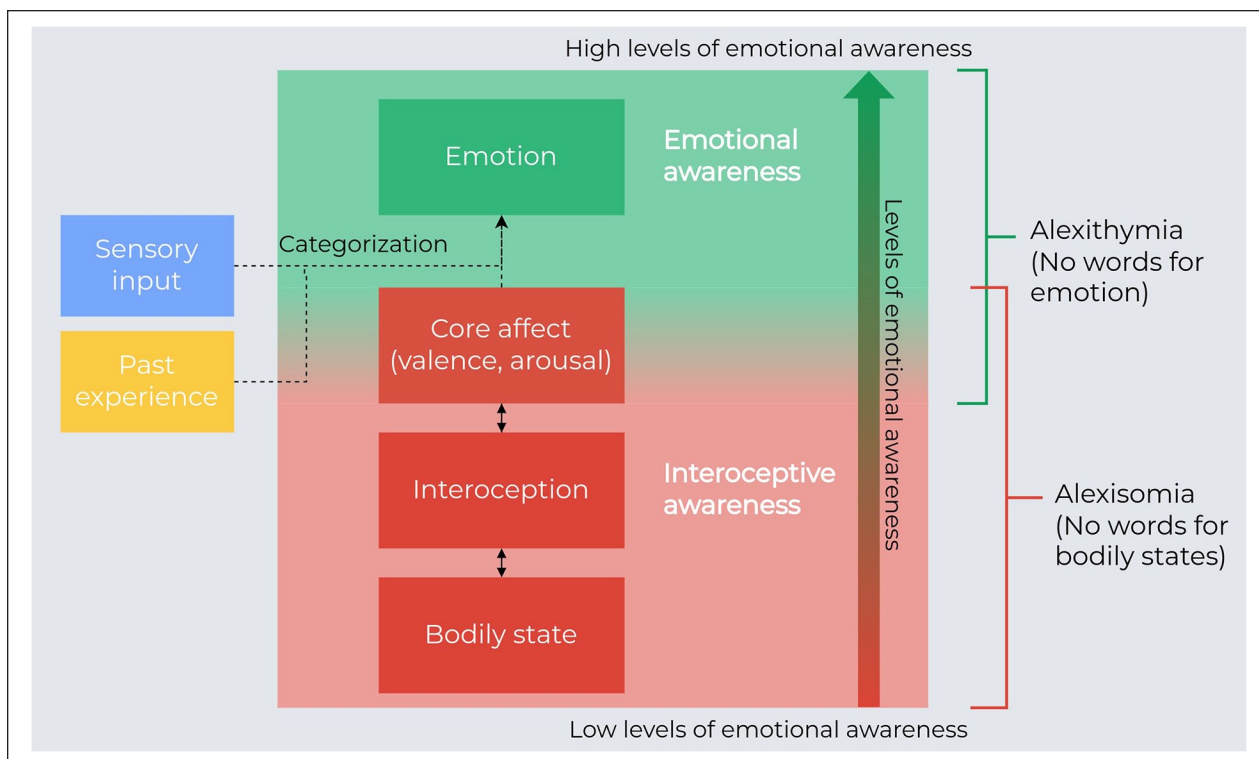 High levels of emotional awareness
Emotion
Emotional
awareness
Sensory
input
Categorization
Past
experience
Core affect
(valence, arousal)
Levels of emotional awareness
Alexithymia
(No words for
emotion)
Interoception
Interoceptive
awareness
Alexisomia
(No words for
bodily states)
Bodily state
Low levels of emotional awareness